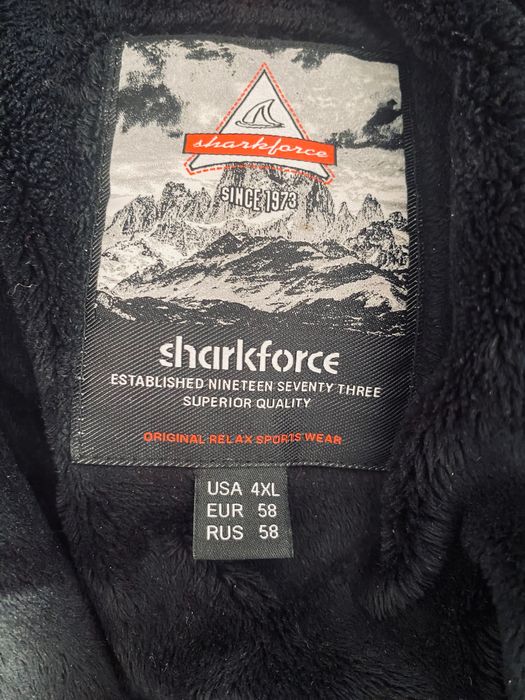 sharkforce
SINCE 1973
sharkforce
ESTABLISHED NINETEEN SEVENTY THREE
SUPERIOR QUALITY
ORIGINAL RELAX SPORTS WEAR
USA 4XL
EUR 58
RUS 58